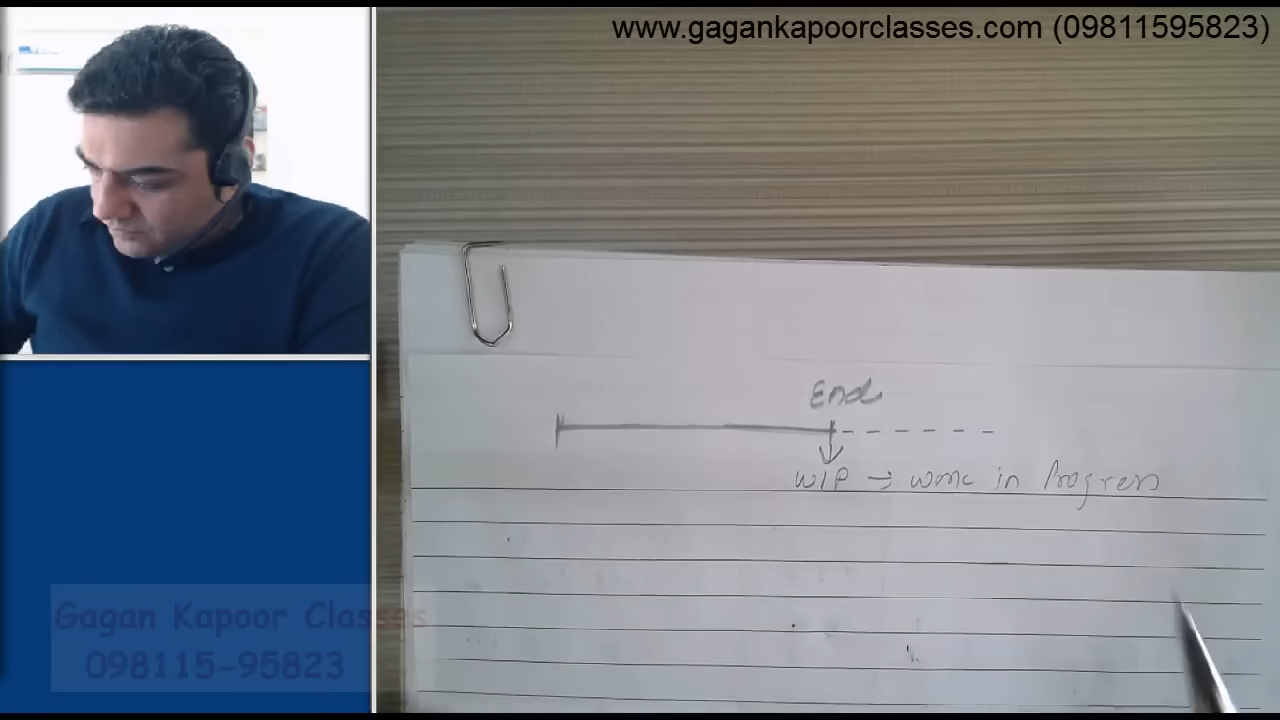 www.gagankapoorclasses.com (09811595823)
End
WIP → work in Progress
Gagan Kapoor Classes
098115-95823